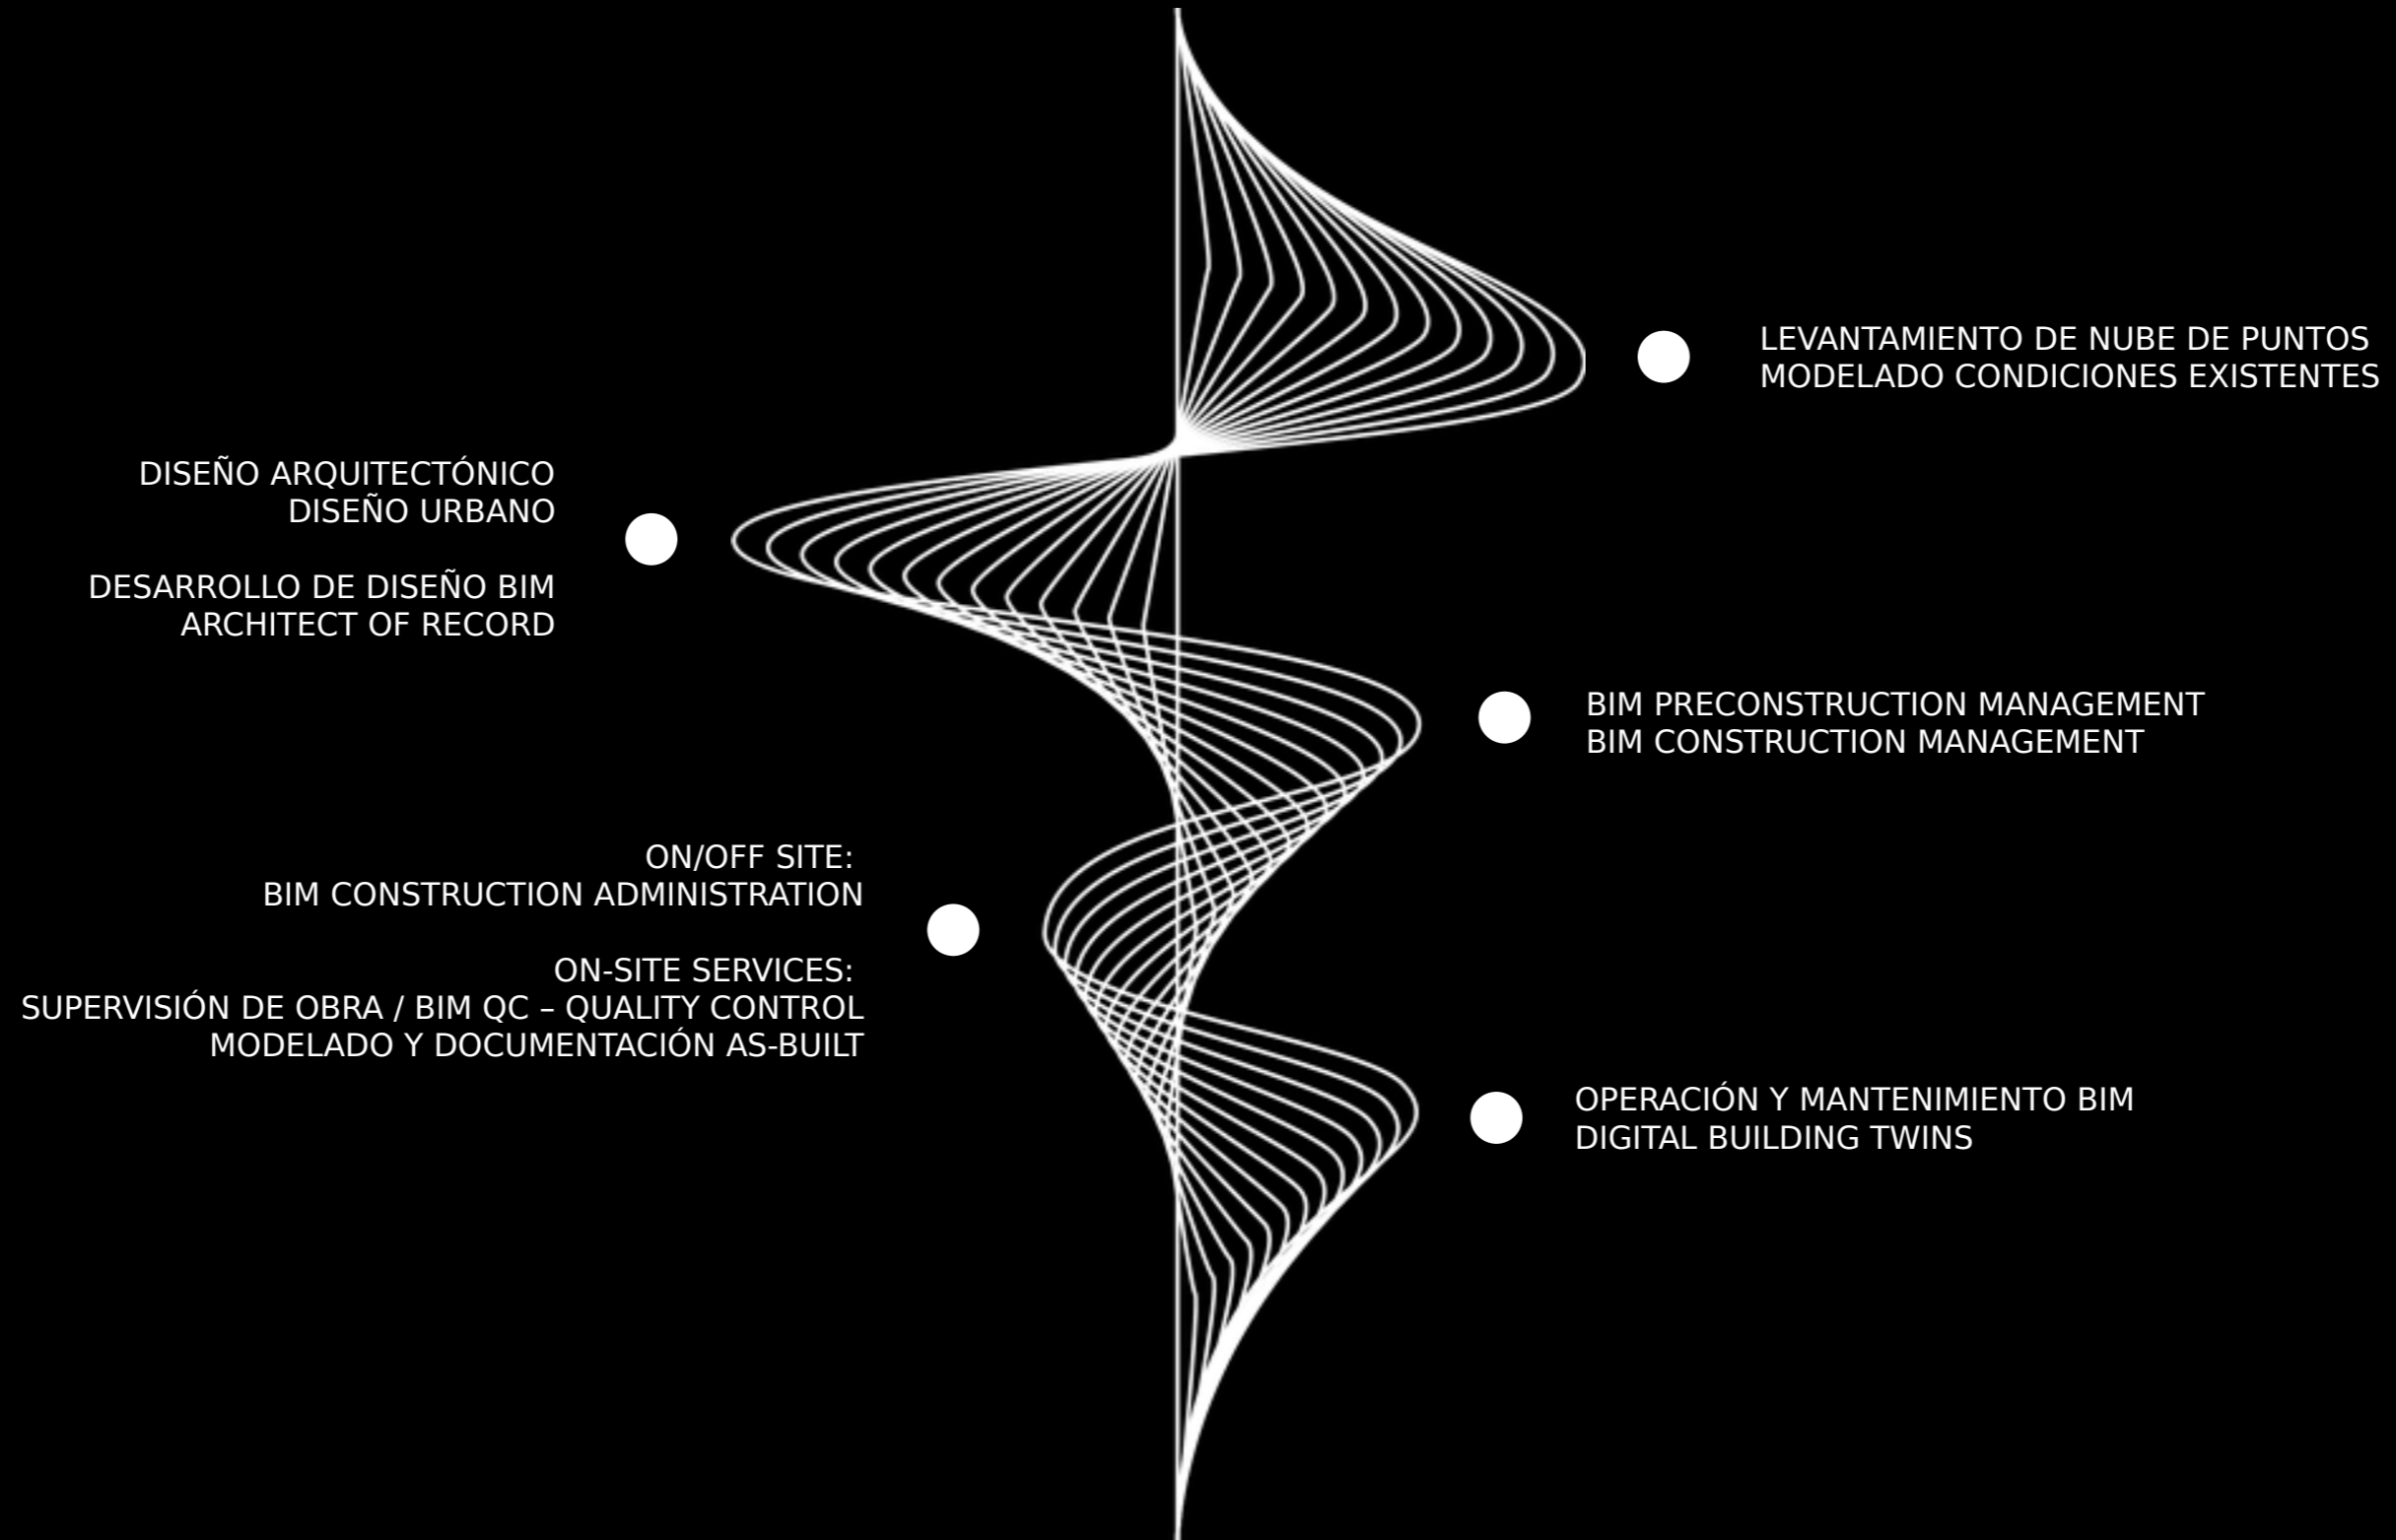 LEVANTAMIENTO DE NUBE DE PUNTOS
MODELADO CONDICIONES EXISTENTES
DISEÑO ARQUITECTÓNICO
DISEÑO URBANO
DESARROLLO DE DISEÑO BIM
ARCHITECT OF RECORD
BIM PRECONSTRUCTION MANAGEMENT
BIM CONSTRUCTION MANAGEMENT
ON/OFF SITE:
BIM CONSTRUCTION ADMINISTRATION
ON-SITE SERVICES:
SUPERVISIÓN DE OBRA / BIM QC – QUALITY CONTROL
MODELADO Y DOCUMENTACIÓN AS-BUILT
OPERACIÓN Y MANTENIMIENTO BIM
DIGITAL BUILDING TWINS